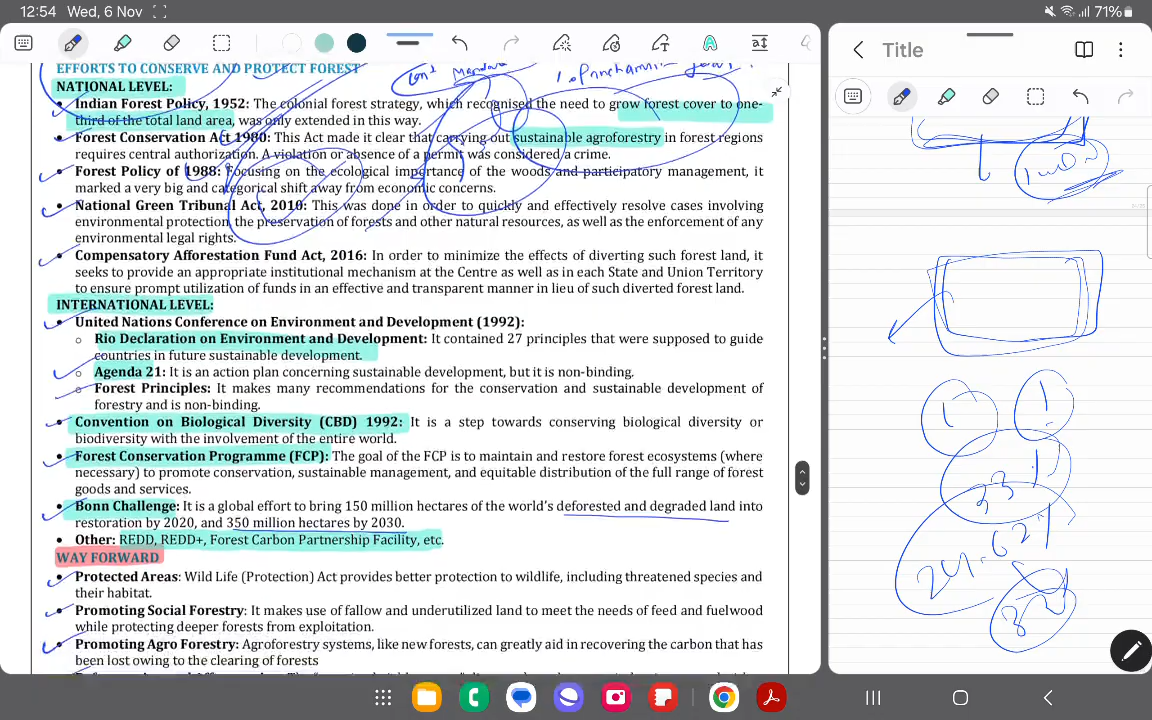 12:54 Wed, 6 Nov
71%
Title
EFFORTS TO CONSERVE AND PROTECT FOREST
NATIONAL LEVEL:
• Indian Forest Policy, 1952: The colonial forest strategy, which recognised the need to grow forest cover to one-
third of the total land area, was only extended in this way.
• Forest Conservation Act 1980: This Act made it clear that carrying out sustainable agroforestry in forest regions
requires central authorization. A violation or absence of a permit was considered a crime.
• Forest Policy of 1988: Focusing on the ecological importance of the woods and participatory management, it
marked a very big and categorical shift away from economic concerns.
• National Green Tribunal Act, 2010: This was done in order to quickly and effectively resolve cases involving
environmental protection, the preservation of forests and other natural resources, as well as the enforcement of any
environmental legal rights.
• Compensatory Afforestation Fund Act, 2016: In order to minimize the effects of diverting such forest land, it
seeks to provide an appropriate institutional mechanism at the Centre as well as in each State and Union Territory
to ensure prompt utilization of funds in an effective and transparent manner in lieu of such diverted forest land.
INTERNATIONAL LEVEL:
• United Nations Conference on Environment and Development (1992):
○ Rio Declaration on Environment and Development: It contained 27 principles that were supposed to guide
countries in future sustainable development.
○ Agenda 21: It is an action plan concerning sustainable development, but it is non-binding.
○ Forest Principles: It makes many recommendations for the conservation and sustainable development of
forestry and is non-binding.
• Convention on Biological Diversity (CBD) 1992: It is a step towards conserving biological diversity or
biodiversity with the involvement of the entire world.
• Forest Conservation Programme (FCP): The goal of the FCP is to maintain and restore forest ecosystems (where
necessary) to promote conservation, sustainable management, and equitable distribution of the full range of forest
goods and services.
• Bonn Challenge: It is a global effort to bring 150 million hectares of the world's deforested and degraded land into
restoration by 2020, and 350 million hectares by 2030.
• Other: REDD, REDD+, Forest Carbon Partnership Facility, etc.
WAY FORWARD
• Protected Areas: Wild Life (Protection) Act provides better protection to wildlife, including threatened species and
their habitat.
• Promoting Social Forestry: It makes use of fallow and underutilized land to meet the needs of feed and fuelwood
while protecting deeper forests from exploitation.
• Promoting Agro Forestry: Agroforestry systems, like new forests, can greatly aid in recovering the carbon that has
been lost owing to the clearing of forests
33%
24.62%